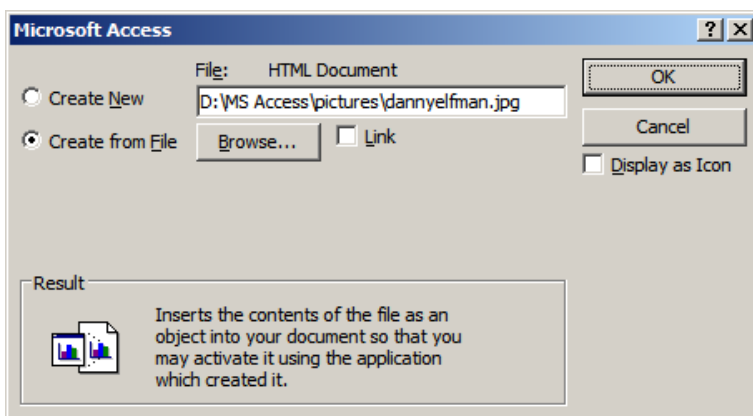 Microsoft Access
File: HTML Document
Create New
D:\MS Access\pictures\dannyelfman.jpg
Create from File
Browse...
Link
OK
Cancel
Display as Icon
Result
Inserts the contents of the file as an
object into your document so that you
may activate it using the application
which created it.